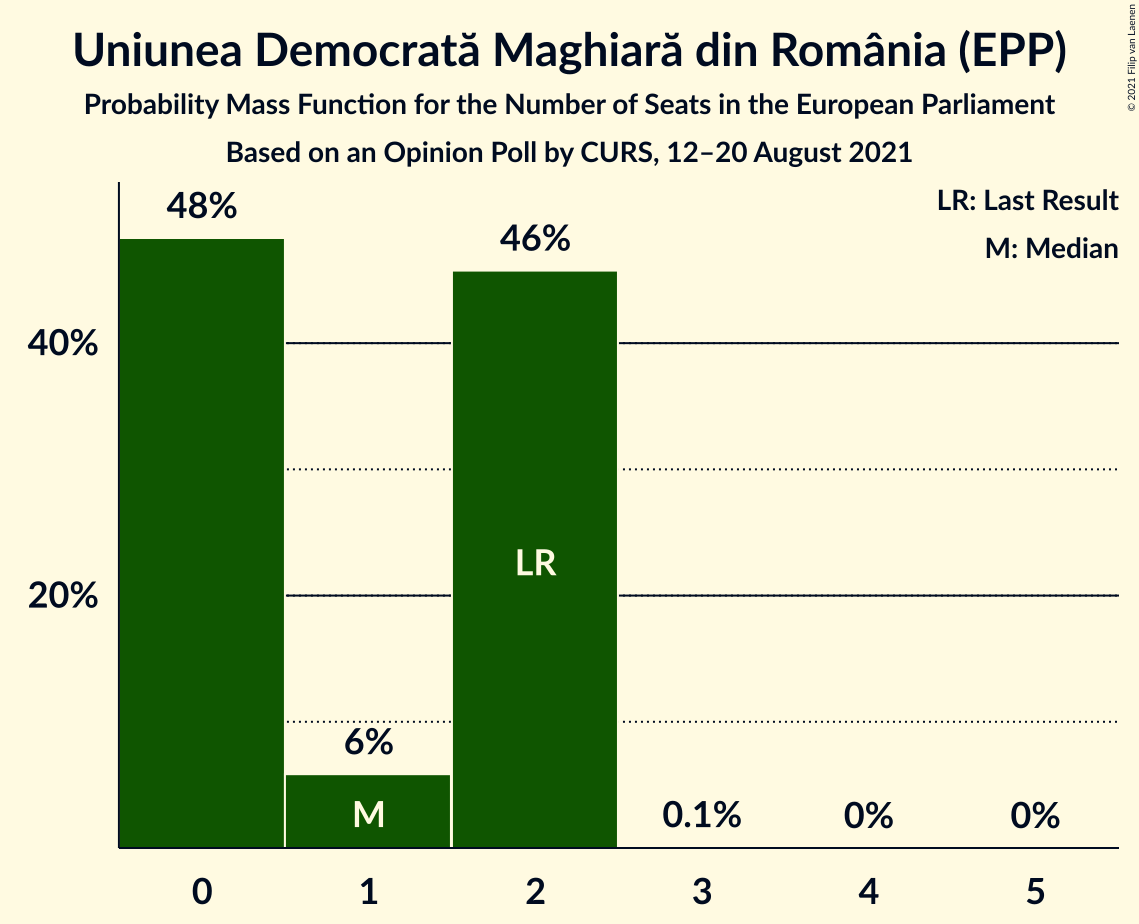 Uniunea Democrată Maghiară din România (EPP)
Probability Mass Function for the Number of Seats in the European Parliament
Based on an Opinion Poll by CURS, 12–20 August 2021
© 2021 Filip van Laenen
LR: Last Result
M: Median
48%
46%
40%
LR
20%
6%
M
0.1%
0%
0%
0
1
2
3
4
5